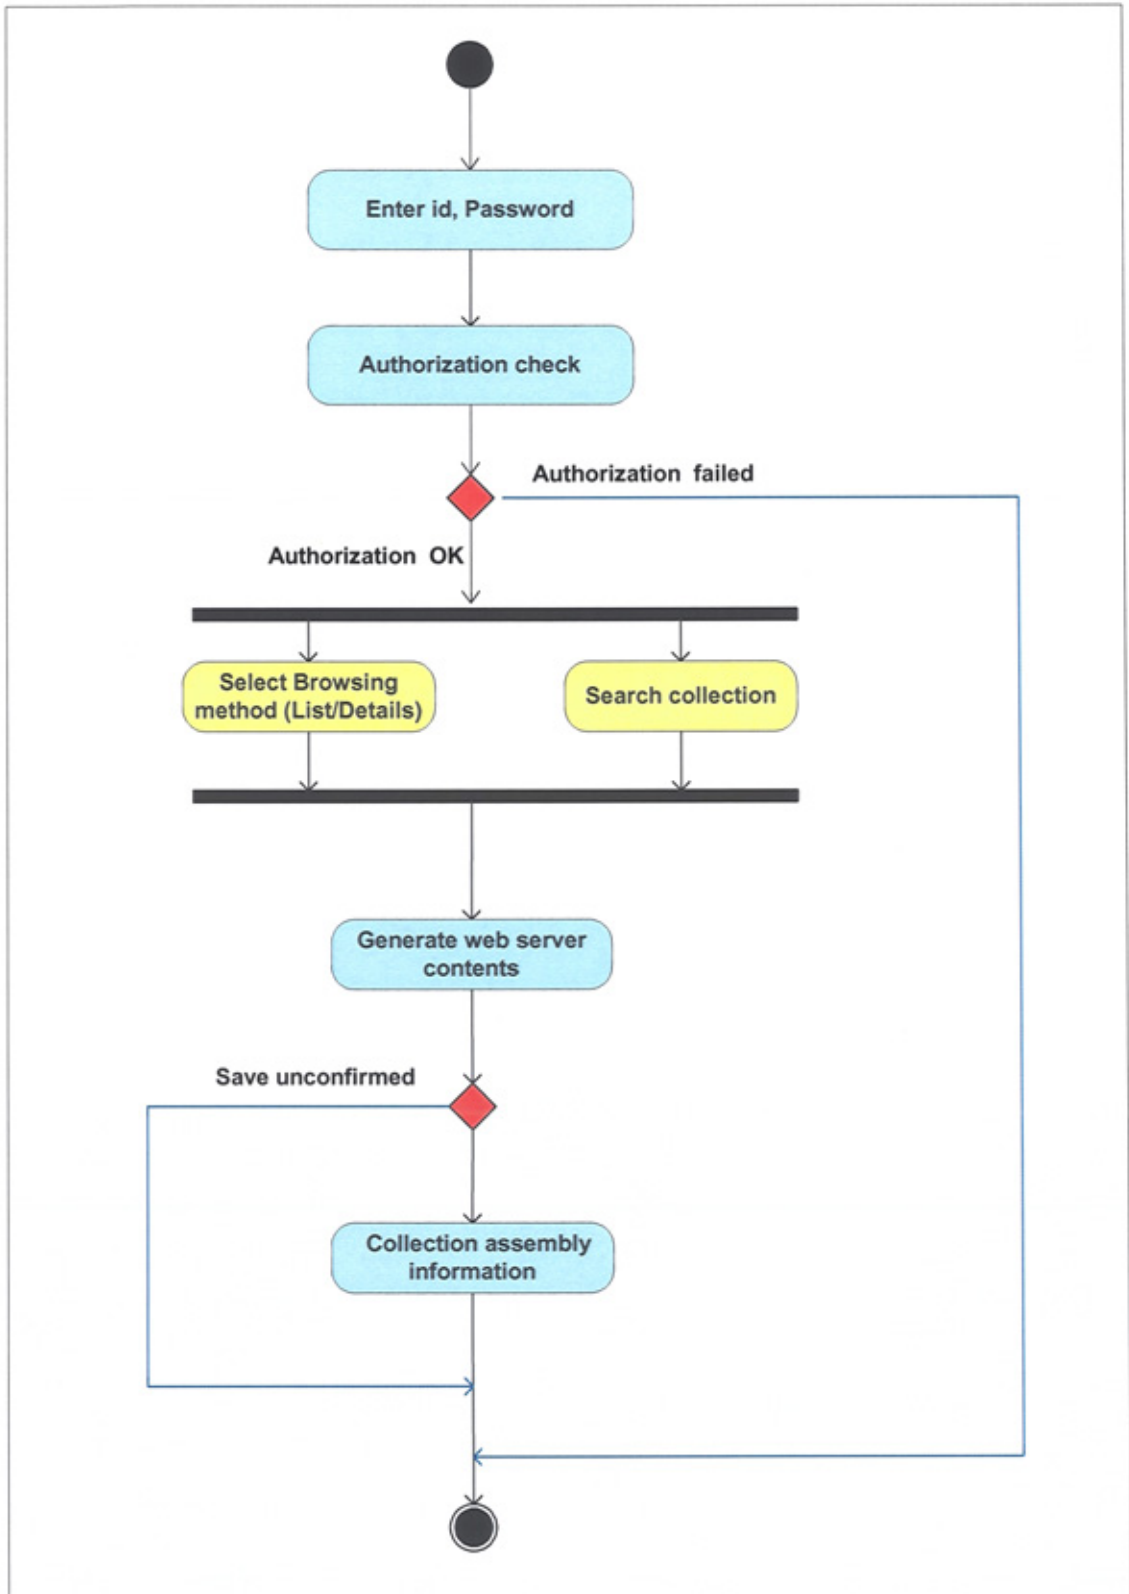 Enter id, Password
Authorization check
Authorization failed
Authorization OK
Select Browsing
method (List/Details)
Search collection
Generate web server
contents
Save unconfirmed
Collection assembly
information